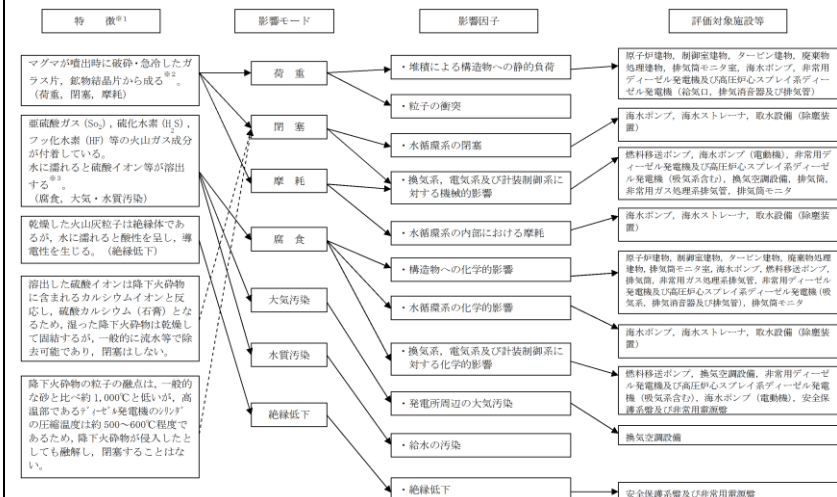 特　徴※1
影響モード
影響因子
評価対象施設等
マグマが噴出時に破砕・急冷したガ
ラス片，鉱物結晶片から成る※2。
（荷重，閉塞，摩耗）
亜硫酸ガス（So₂），硫化水素（H₂S），
フッ化水素（HF）等の火山ガス成分
が付着している。
水に濡れると硫酸イオン等が溶出
する※3。
（腐食，大気・水質汚染）
乾燥した火山灰粒子は絶縁体であ
るが，水に濡れると酸性を呈し，導
電性を生じる。（絶縁低下）
溶出した硫酸イオンは降下火砕物
に含まれるカルシウムイオンと反
応し，硫酸カルシウム（石膏）とな
るため，湿った降下火砕物は乾燥し
て固結するが，一般的に流水等で除
去可能であり，閉塞はしない。
降下火砕物の粒子の融点は，一般的
な砂と比べ約1,000℃と低いが，高
温部であるﾃﾞｨｰｾﾞﾙ発電機のｼﾘﾝﾀﾞ
の圧縮温度は約500～600℃程度で
あるため，降下火砕物が侵入したと
しても融解し，閉塞することはな
い。
荷　重
閉　塞
摩　耗
腐　食
大気汚染
水質汚染
絶縁低下
・堆積による構造物への静的負荷
・粒子の衝突
・水循環系の閉塞
・換気系，電気系及び計装制御系に
対する機械的影響
・水循環系の内部における摩耗
・構造物への化学的影響
・水循環系の化学的影響
・換気系，電気系及び計装制御系に
対する化学的影響
・発電所周辺の大気汚染
・給水の汚染
・絶縁低下
原子炉建物，制御室建物，タービン建物，廃棄物
処理建物，排気筒モニタ室，海水ポンプ，非常用
ディーゼル発電機及び高圧炉心スプレイ系ディー
ゼル発電機（給気口，排気消音器及び排気管）
海水ポンプ，海水ストレーナ，取水設備（除塵装
置）
燃料移送ポンプ，海水ポンプ（電動機），非常用デ
ィーゼル発電機及び高圧炉心スプレイ系ディーゼ
ル発電機（吸気系含む），換気空調設備，排気筒，
非常用ガス処理系排気管，排気筒モニタ
海水ポンプ，海水ストレーナ，取水設備（除塵装
置）
原子炉建物，制御室建物，タービン建物，廃棄物処理
建物，排気筒モニタ室，海水ポンプ，燃料移送ポンプ，
排気筒，非常用ガス処理系排気管，非常用ディーゼル
発電機及び高圧炉心スプレイ系ディーゼル発電機（吸
気系，排気消音器及び排気管），排気筒モニタ
海水ポンプ，海水ストレーナ，取水設備（除塵装
置）
燃料移送ポンプ，換気空調設備，非常用ディーゼ
ル発電機及び高圧炉心スプレイ系ディーゼル発電
機（吸気系含む），海水ポンプ（電動機），安全保
護系盤及び非常用電源盤
換気空調設備
安全保護系盤及び非常用電源盤